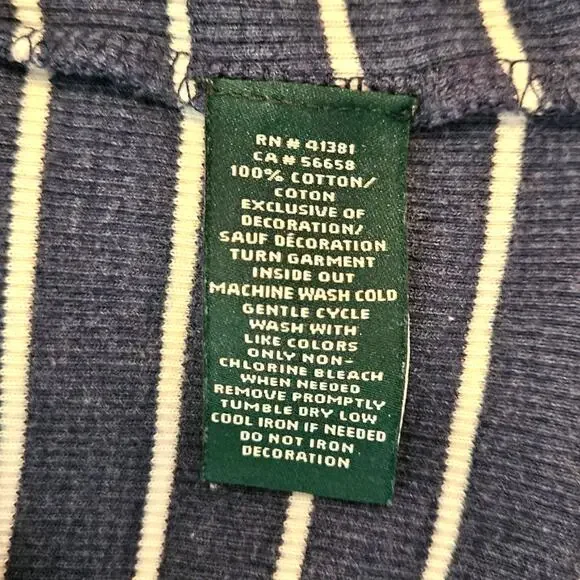 RN # 41381
CA # 56658
100% COTTON/
COTON
EXCLUSIVE OF
DECORATION/
SAUF DÉCORATION
TURN GARMENT
INSIDE OUT
MACHINE WASH COLD
GENTLE CYCLE
WASH WITH
LIKE COLORS
ONLY NON-
CHLORINE BLEACH
WHEN NEEDED
REMOVE PROMPTLY
TUMBLE DRY LOW
COOL IRON IF NEEDED
DO NOT IRON
DECORATION